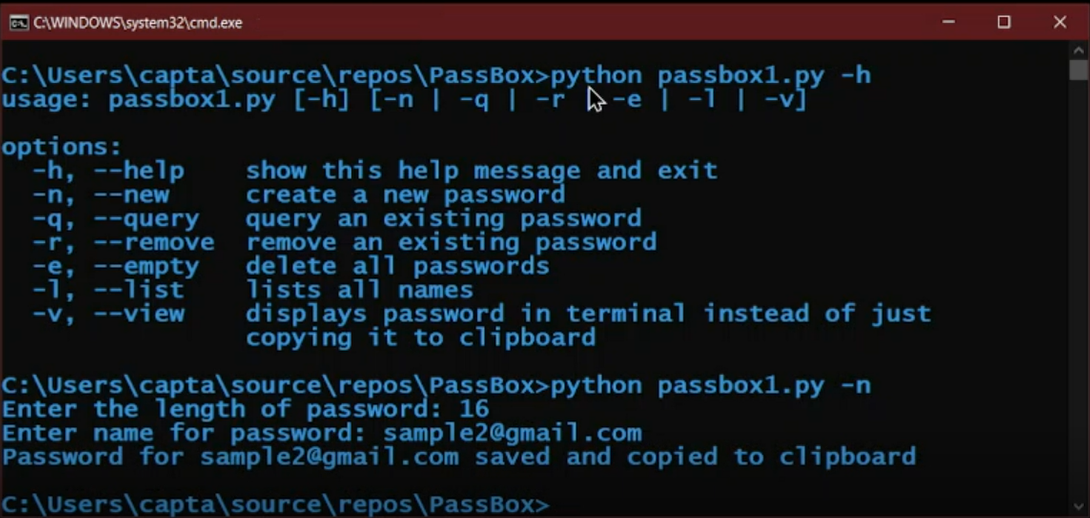 C:\WINDOWS\system32\cmd.exe
C:\Users\capta\source\repos\PassBox>python passbox1.py -h
usage: passbox1.py [-h] [-n | -q | -r | -e | -l | -v]
options:
-h, --help show this help message and exit
-n, --new create a new password
-q, --query query an existing password
-r, --remove remove an existing password
-e, --empty delete all passwords
-l, --list lists all names
-v, --view displays password in terminal instead of just
copying it to clipboard
C:\Users\capta\source\repos\PassBox>python passbox1.py -n
Enter the length of password: 16
Enter name for password: sample2@gmail.com
Password for sample2@gmail.com saved and copied to clipboard
C:\Users\capta\source\repos\PassBox>